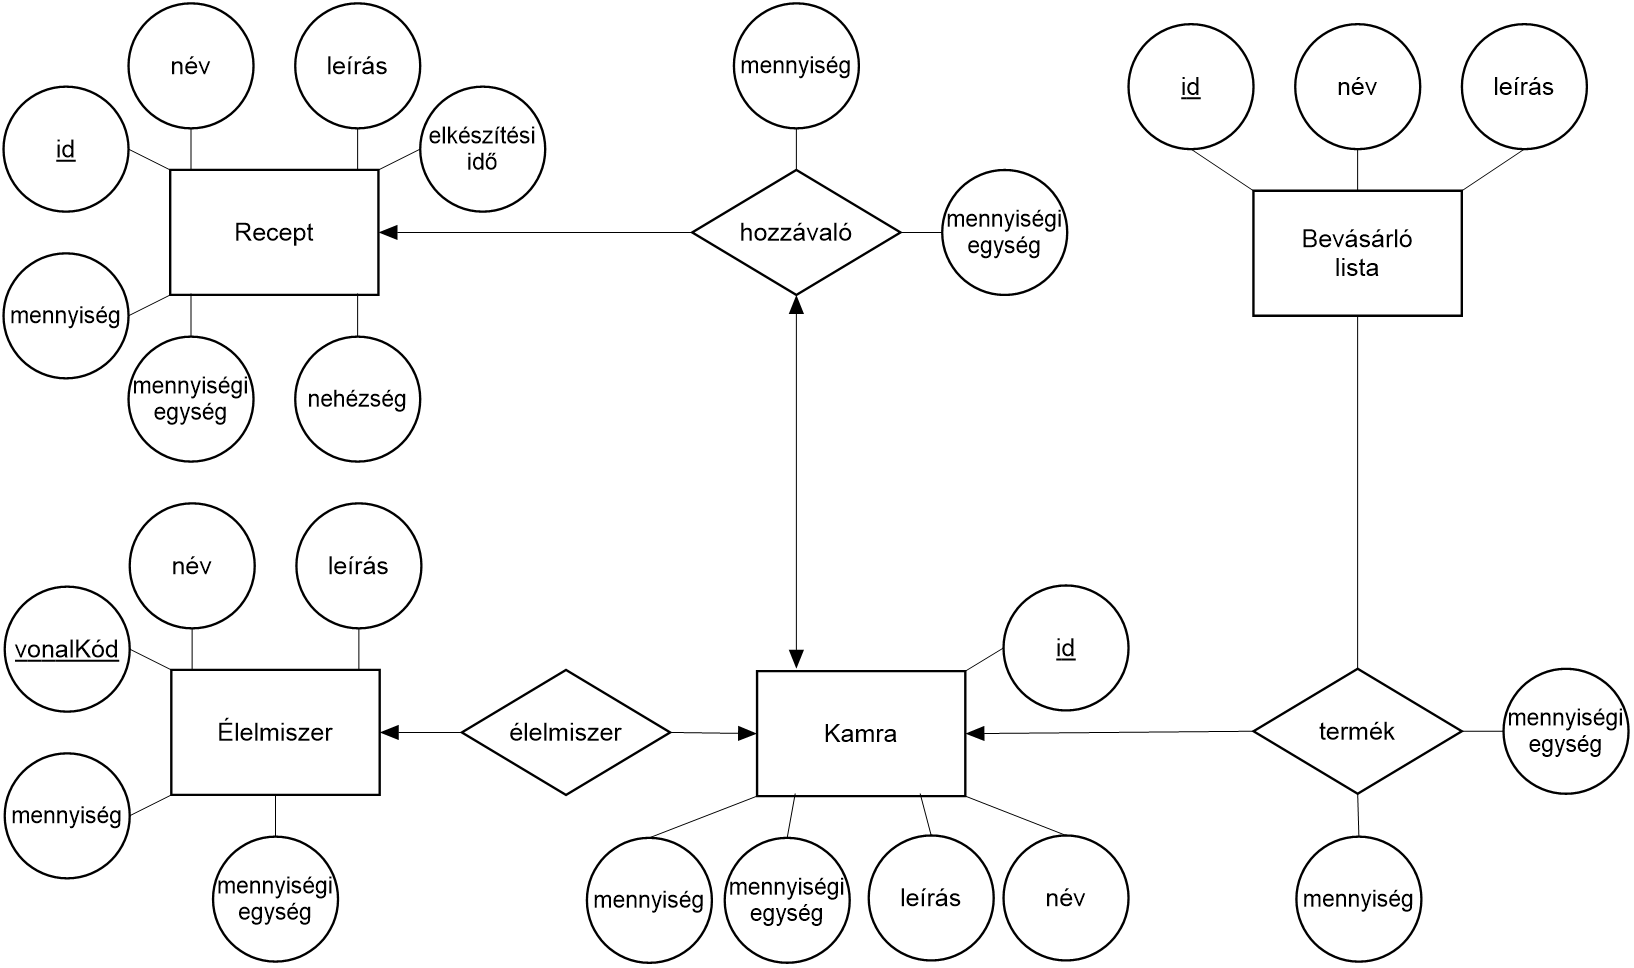 név
leírás
id
elkészítési
idő
Recept
mennyiség
mennyiségi
egység
nehézség
mennyiség
hozzávaló
mennyiségi
egység
id
név
leírás
Bevásárló
lista
név
leírás
vonalKód
Élelmiszer
mennyiség
mennyiségi
egység
élelmiszer
id
Kamra
mennyiség
mennyiségi
egység
leírás
név
termék
mennyiségi
egység
mennyiség